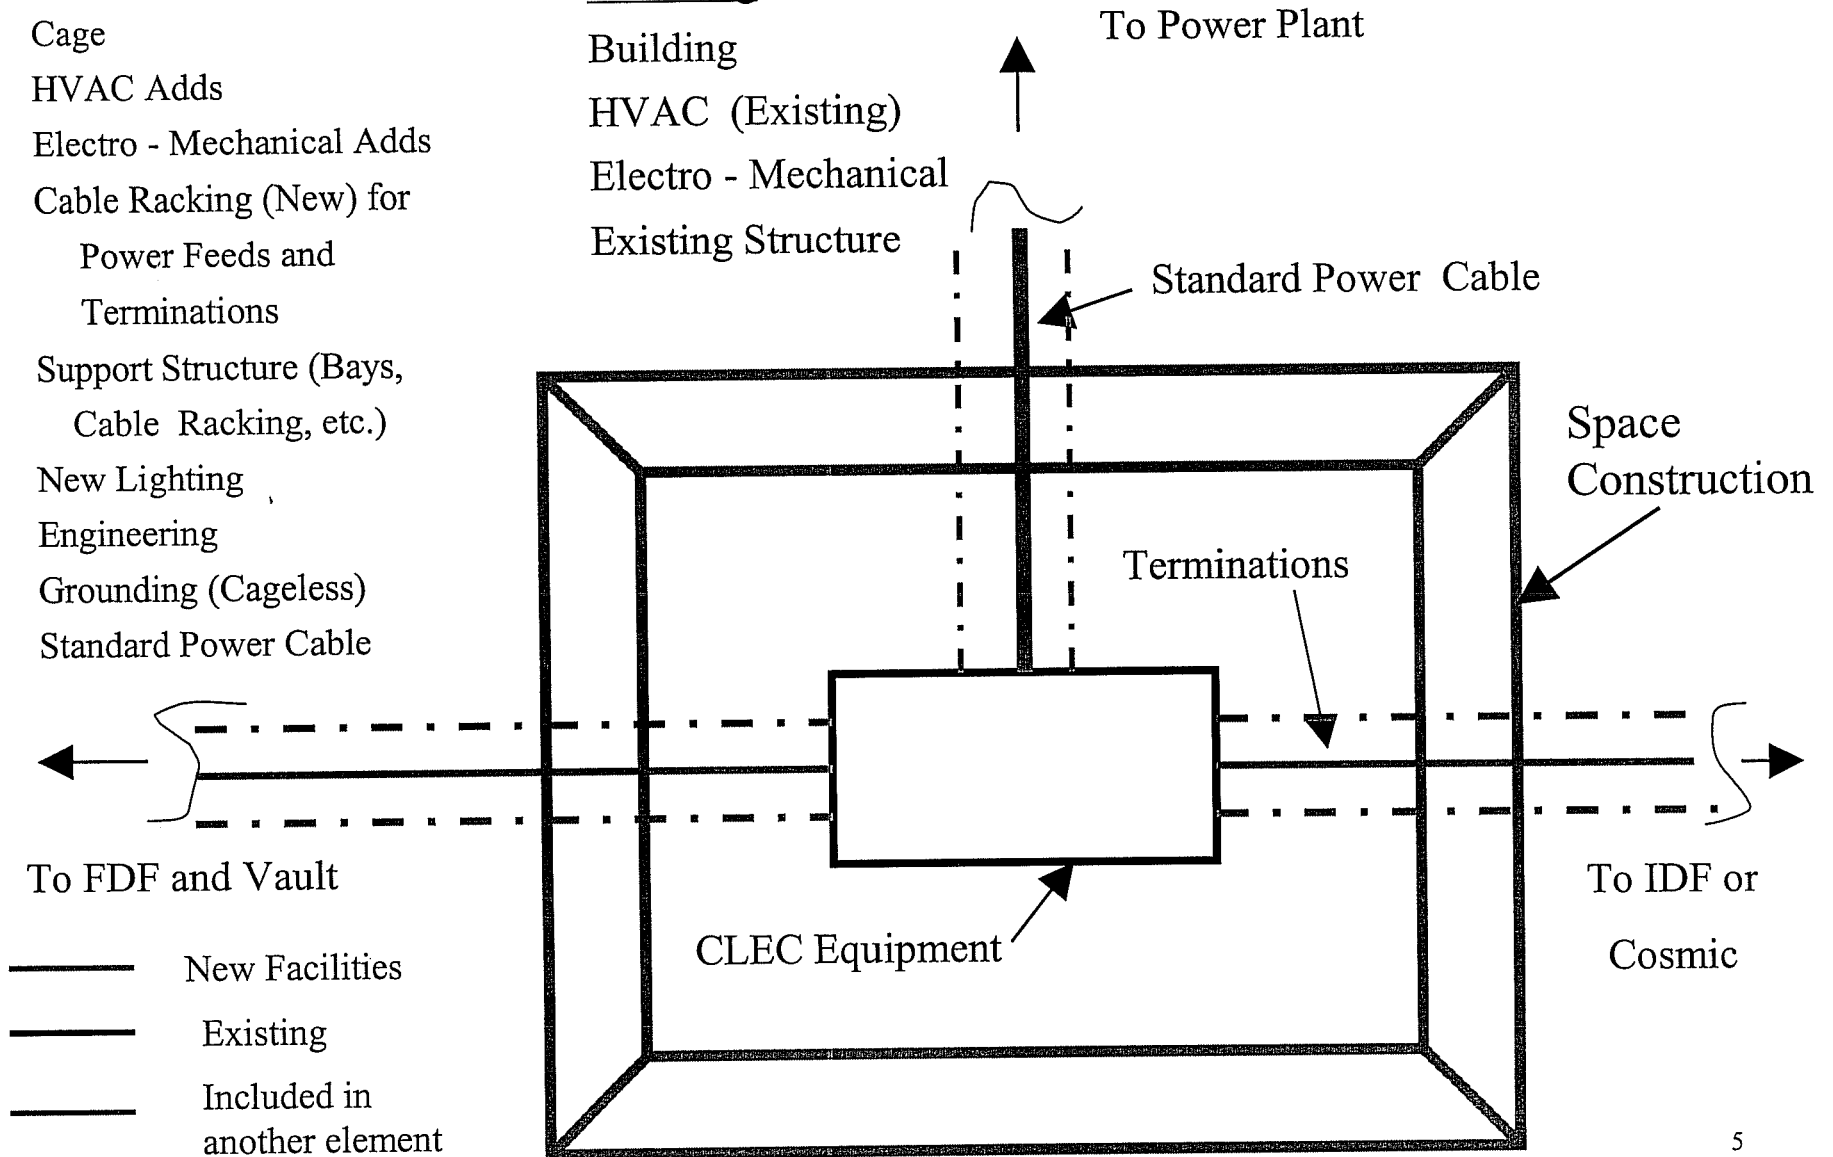 Cage
HVAC Adds
Electro - Mechanical Adds
Cable Racking (New) for
Power Feeds and
Terminations
Support Structure (Bays,
Cable Racking, etc.)
New Lighting
Engineering
Grounding (Cageless)
Standard Power Cable
Building
HVAC (Existing)
Electro - Mechanical
Existing Structure
To Power Plant
Standard Power Cable
Space
Construction
Terminations
CLEC Equipment
To FDF and Vault
To IDF or
Cosmic
New Facilities
Existing
Included in
another element
5